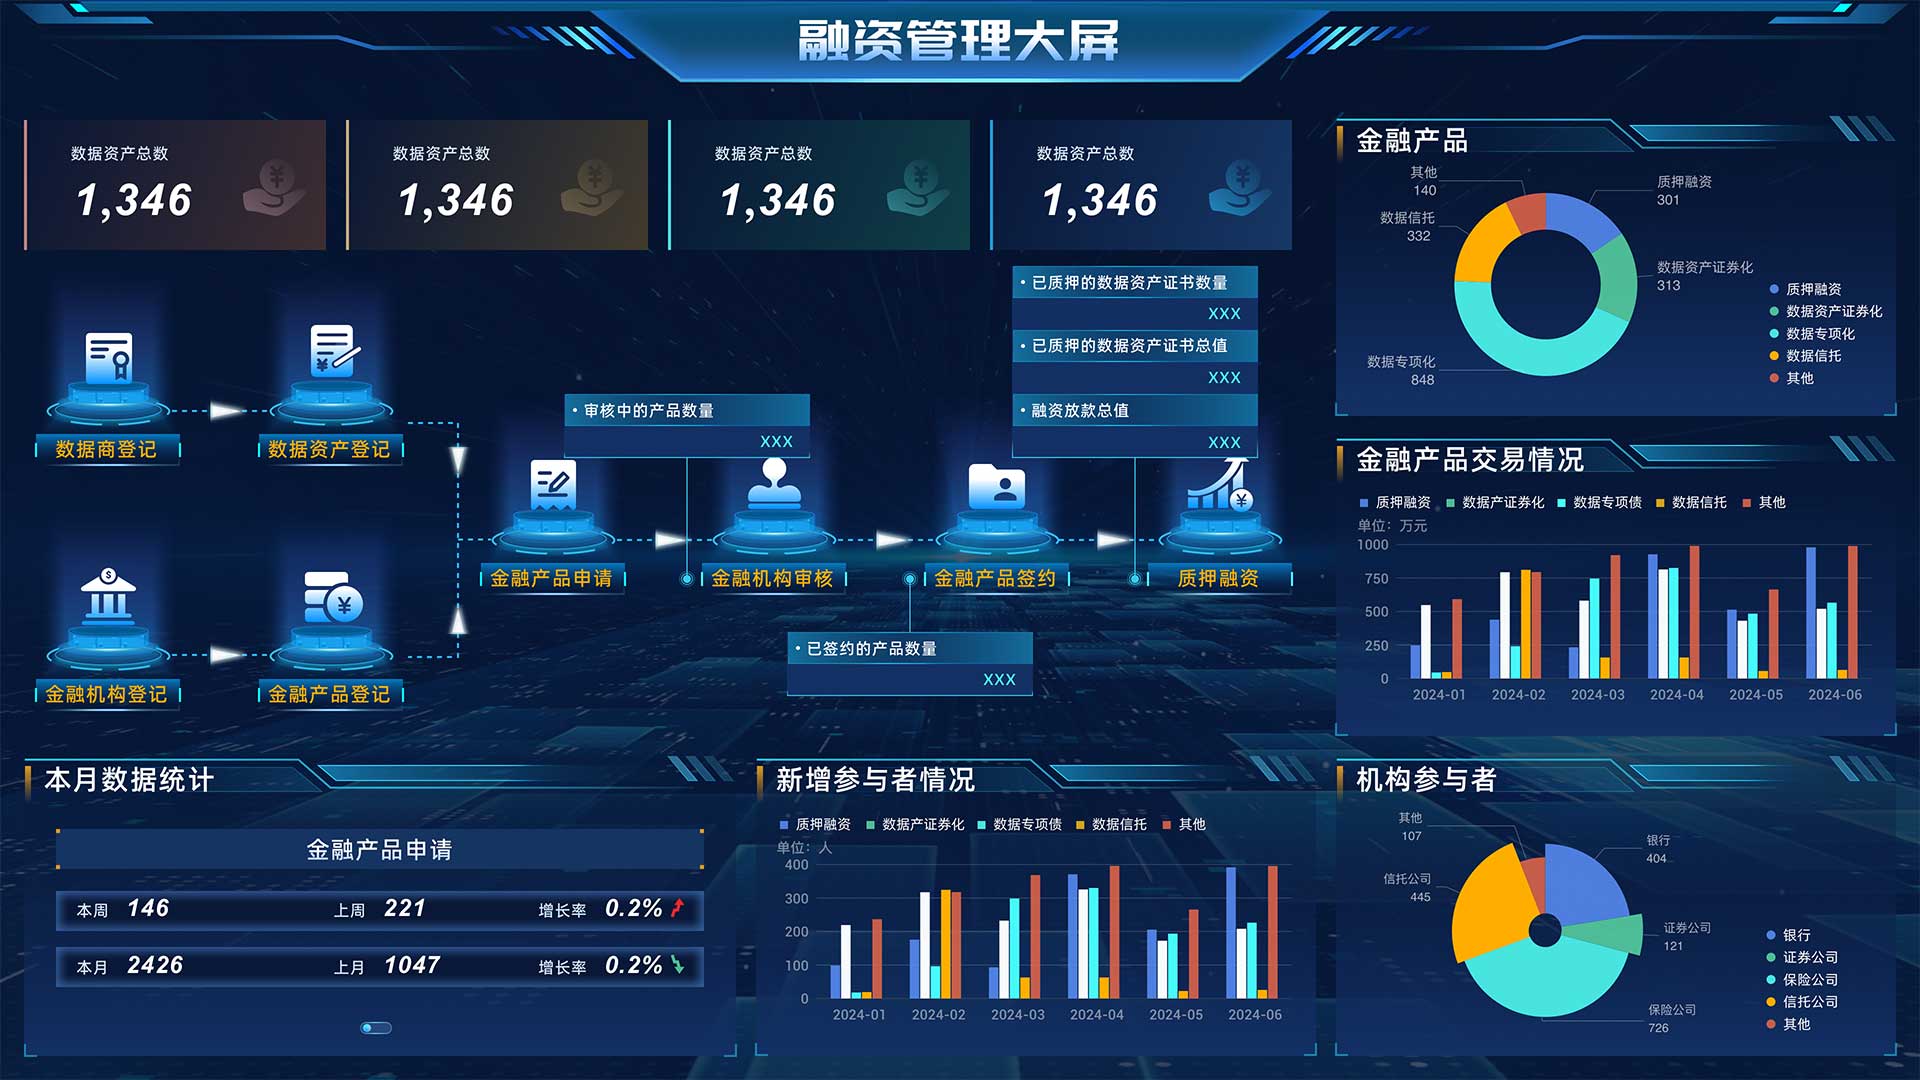 融资管理大屏
数据资产总数
1,346
数据资产总数
1,346
数据资产总数
1,346
数据资产总数
1,346
数据商登记
数据资产登记
金融机构登记
金融产品登记
金融产品申请
• 审核中的产品数量
XXX
金融机构审核
• 已签约的产品数量
XXX
金融产品签约
• 已质押的数据资产证书数量
XXX
• 已质押的数据资产证书总值
XXX
• 融资放款总值
XXX
质押融资
金融产品
其他
140
数据信托
332
数据专项化
848
质押融资
301
数据资产证券化
313
质押融资
数据资产证券化
数据专项化
数据信托
其他
金融产品交易情况
质押融资 数据产证券化 数据专项债 数据信托 其他
单位：万元
1000
750
500
250
0
2024-01 2024-02 2024-03 2024-04 2024-05 2024-06
本月数据统计
金融产品申请
本周 146 上周 221 增长率 0.2%
本月 2426 上月 1047 增长率 0.2%
新增参与者情况
质押融资 数据产证券化 数据专项债 数据信托 其他
单位：人
400
300
200
100
0
2024-01 2024-02 2024-03 2024-04 2024-05 2024-06
机构参与者
其他
107
信托公司
445
银行
404
证券公司
121
保险公司
726
银行
证券公司
保险公司
信托公司
其他